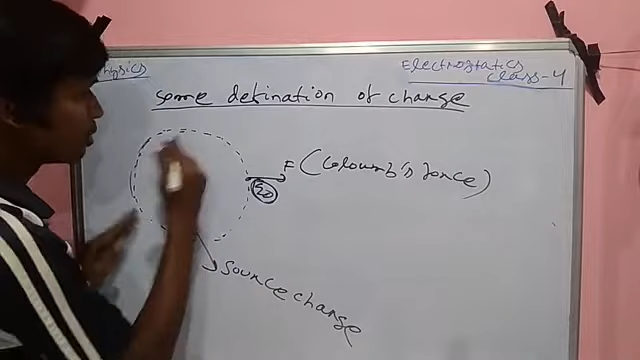 Physics
Electrostatics
Class-4
Some defination of charge
F (Coloumb's force)
q₀
Source charge